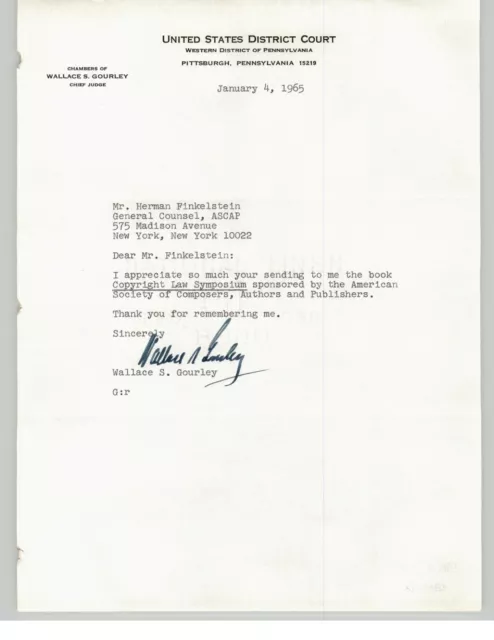 UNITED STATES DISTRICT COURT
WESTERN DISTRICT OF PENNSYLVANIA
PITTSBURGH, PENNSYLVANIA 15219
CHAMBERS OF
WALLACE S. GOURLEY
CHIEF JUDGE
January 4, 1965
Mr. Herman Finkelstein
General Counsel, ASCAP
575 Madison Avenue
New York, New York 10022
Dear Mr. Finkelstein:
I appreciate so much your sending to me the book
Copyright Law Symposium sponsored by the American
Society of Composers, Authors and Publishers.
Thank you for remembering me.
Sincerely
Wallace S Gourley
Wallace S. Gourley
G:r